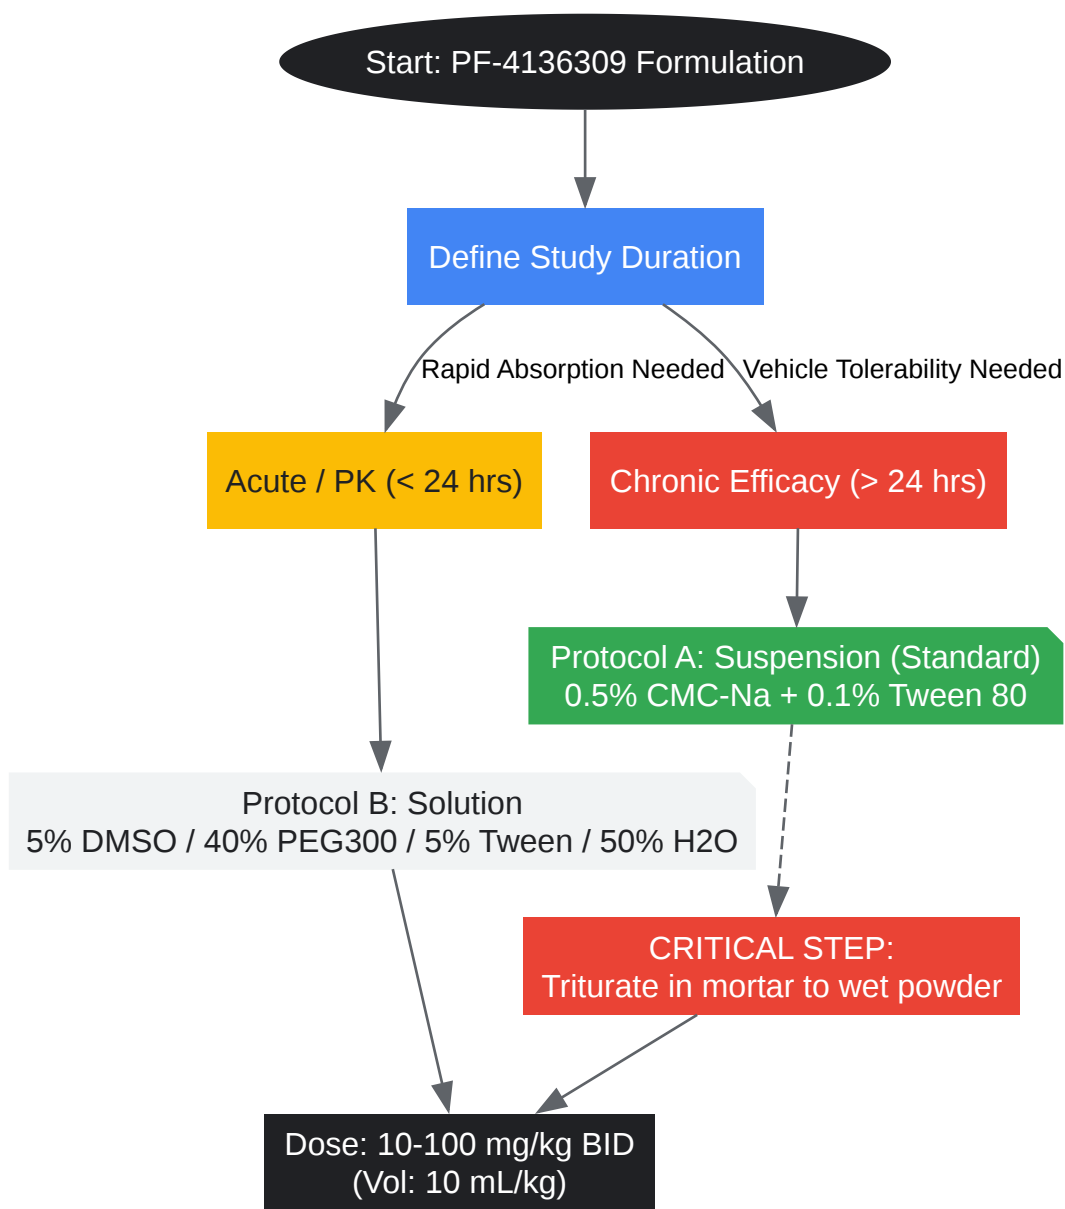 Start: PF-4136309 Formulation
Define Study Duration
Rapid Absorption Needed
Vehicle Tolerability Needed
Acute / PK (< 24 hrs)
Chronic Efficacy (> 24 hrs)
Protocol A: Suspension (Standard)
0.5% CMC-Na + 0.1% Tween 80
Protocol B: Solution
5% DMSO / 40% PEG300 / 5% Tween / 50% H2O
CRITICAL STEP:
Triturate in mortar to wet powder
Dose: 10-100 mg/kg BID
(Vol: 10 mL/kg)